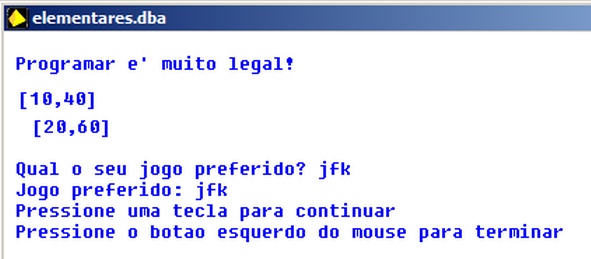 elementares.dba
Programar e' muito legal!
[10,40]
[20,60]
Qual o seu jogo preferido? jfk
Jogo preferido: jfk
Pressione uma tecla para continuar
Pressione o botao esquerdo do mouse para terminar